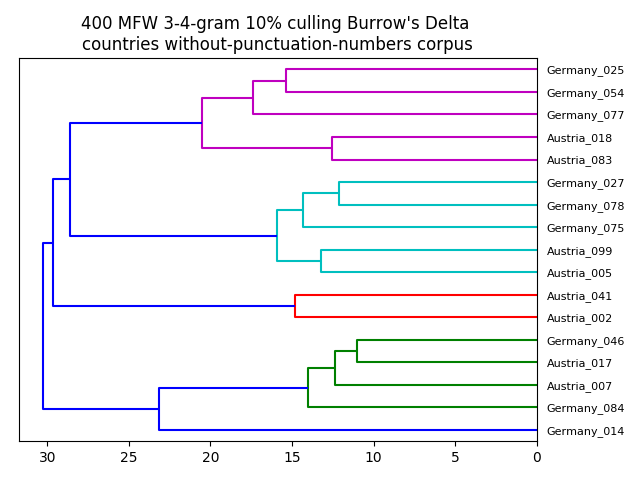 400 MFW 3-4-gram 10% culling Burrow's Delta
countries without-punctuation-numbers corpus
Germany_025
Germany_054
Germany_077
Austria_018
Austria_083
Germany_027
Germany_078
Germany_075
Austria_099
Austria_005
Austria_041
Austria_002
Germany_046
Austria_017
Austria_007
Germany_084
Germany_014
30 25 20 15 10 5 0